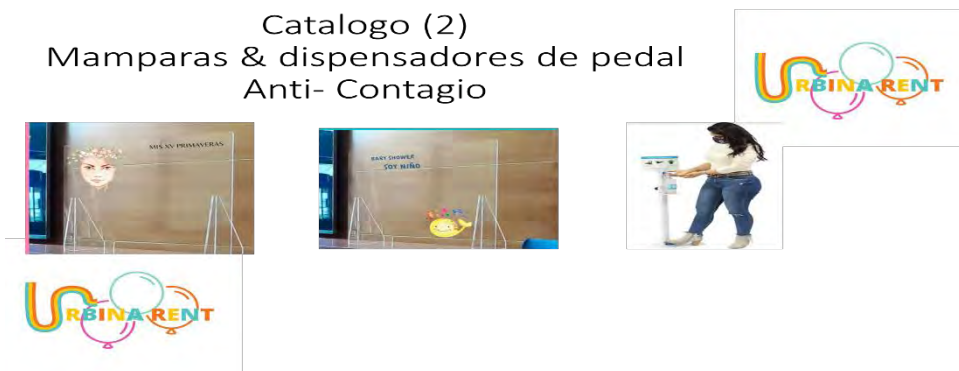 Catalogo (2)
Mamparas & dispensadores de pedal
Anti- Contagio
URBINA RENT
MIS XV PRIMAVERAS
BABY SHOWER
SOY NIÑO
URBINA RENT